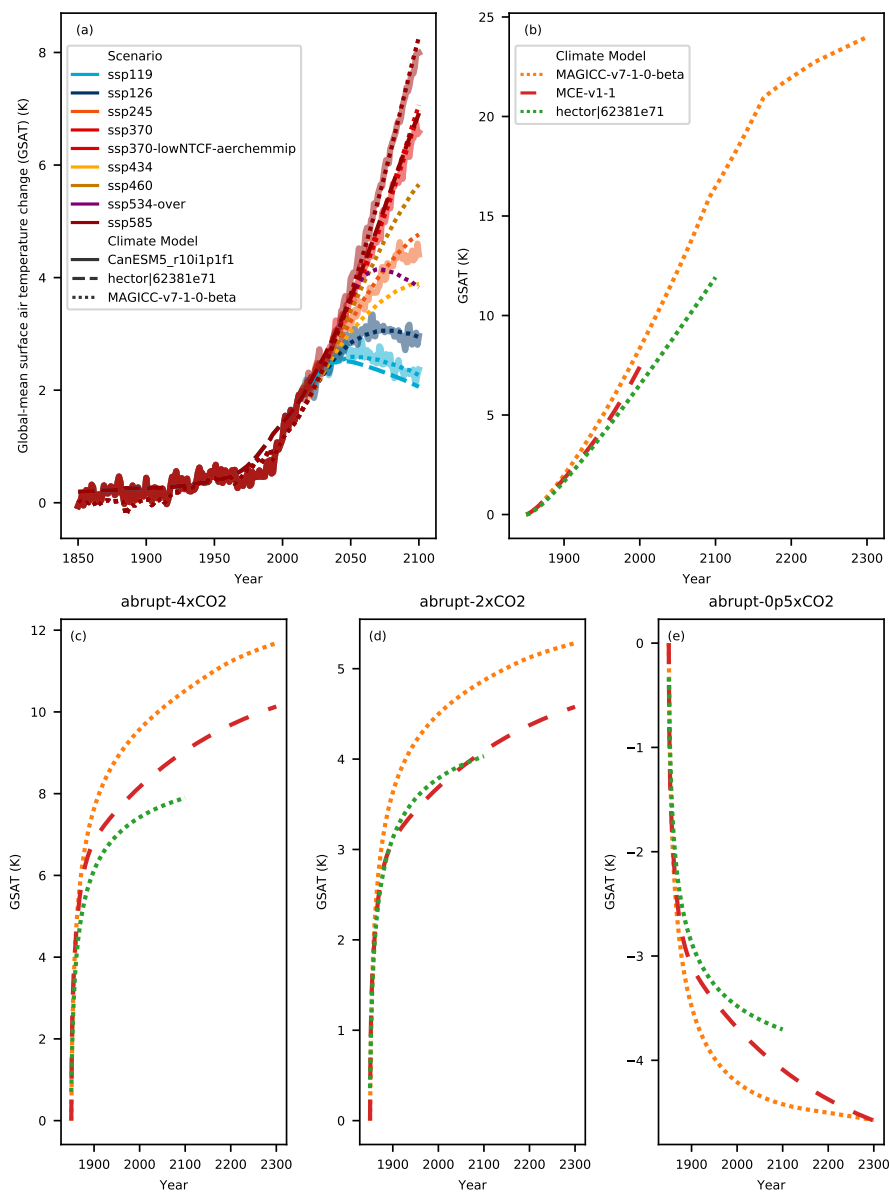 (a)
Scenario
ssp119
ssp126
ssp245
ssp370
ssp370-lowNTCF-aerchemmip
ssp434
ssp460
ssp534-over
ssp585
Climate Model
CanESM5_r10i1p1f1
hector|62381e71
MAGICC-v7-1-0-beta
Global-mean surface air temperature change (GSAT) (K)
8
6
4
2
0
1850 1900 1950 2000 2050 2100
Year
(b)
Climate Model
MAGICC-v7-1-0-beta
MCE-v1-1
hector|62381e71
GSAT (K)
25
20
15
10
5
0
1900 2000 2100 2200 2300
Year
abrupt-4xCO2
(c)
GSAT (K)
12
10
8
6
4
2
0
1900 2000 2100 2200 2300
Year
abrupt-2xCO2
(d)
GSAT (K)
5
4
3
2
1
0
1900 2000 2100 2200 2300
Year
abrupt-0p5xCO2
(e)
GSAT (K)
0
−1
−2
−3
−4
1900 2000 2100 2200 2300
Year